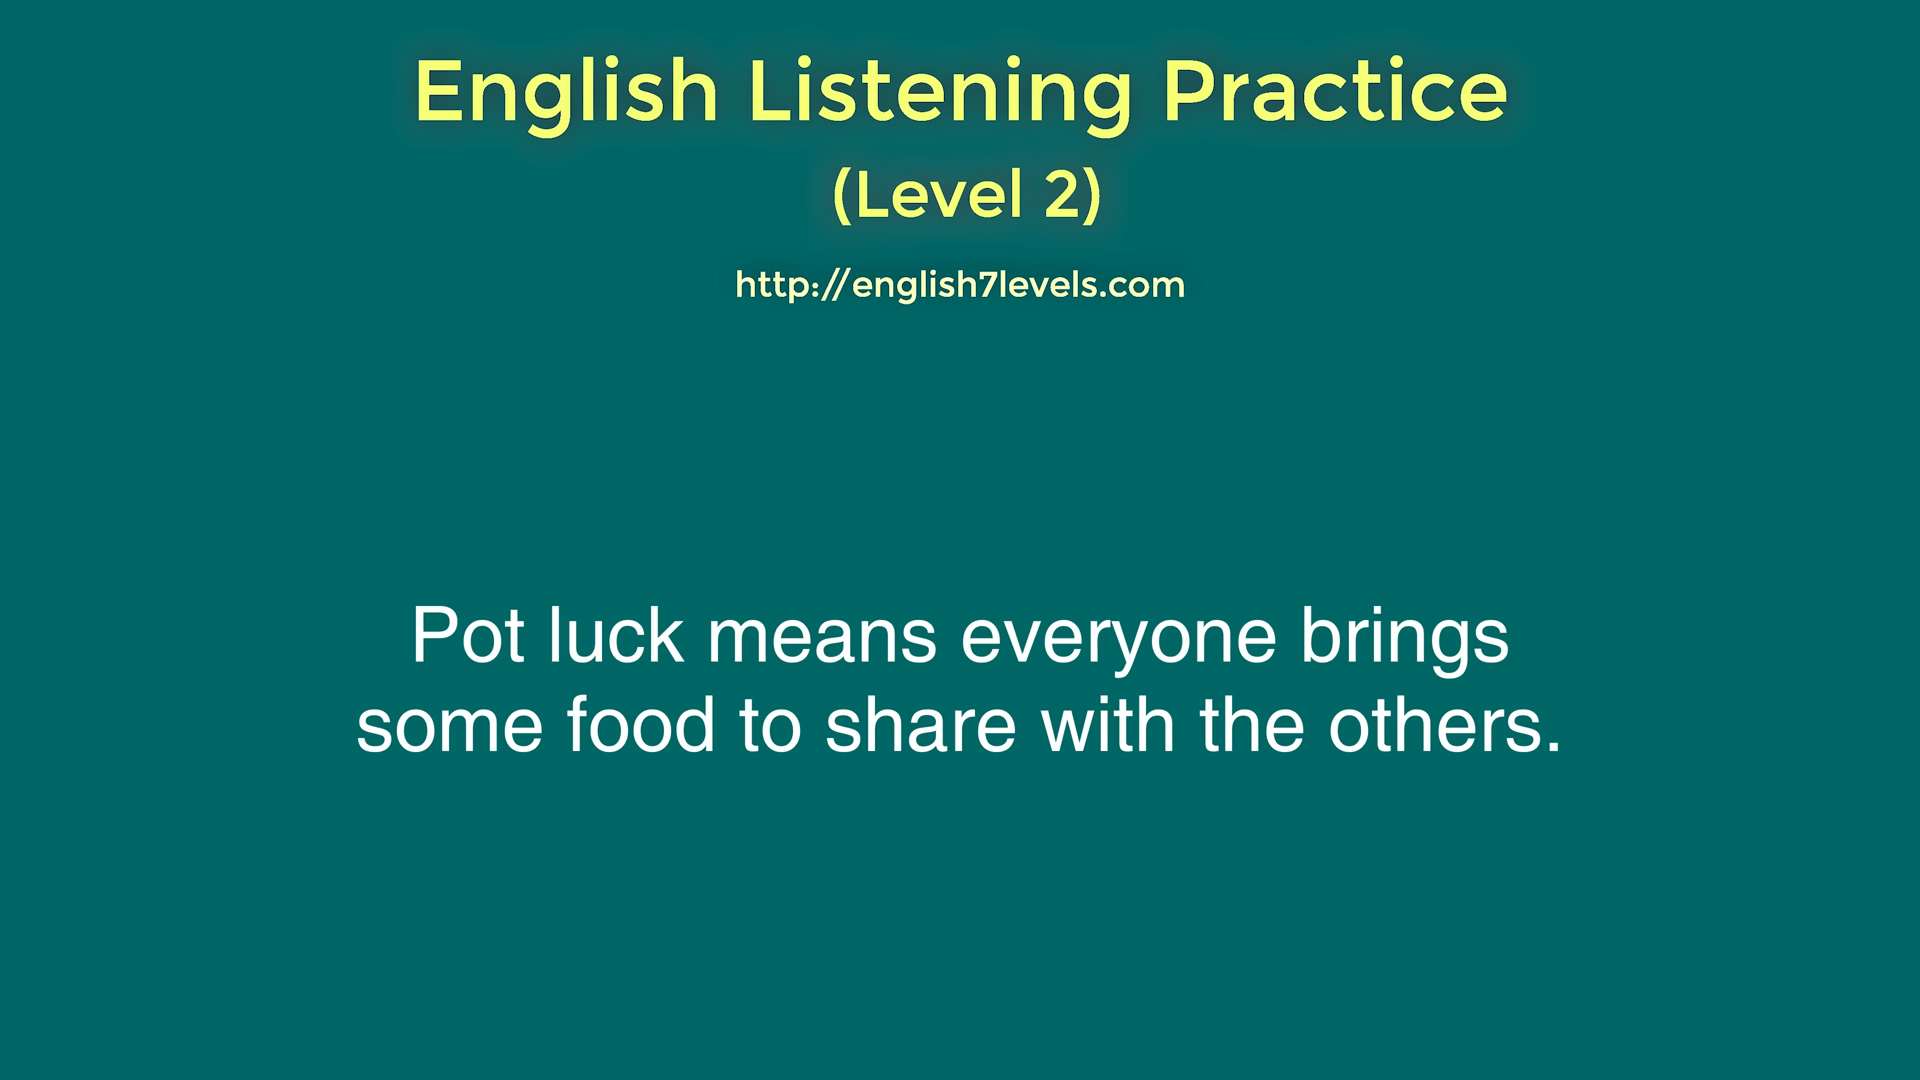 English Listening Practice
(Level 2)
http://english7levels.com
Pot luck means everyone brings
some food to share with the others.